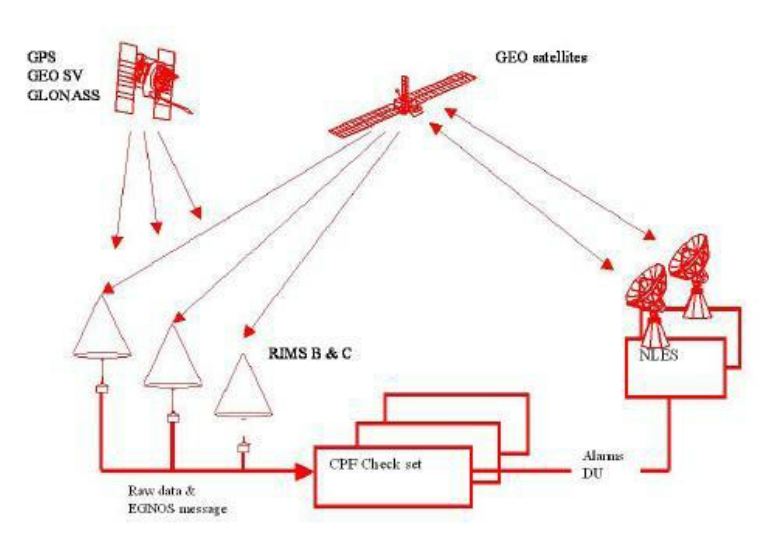 GPS
GEO SV
GLONASS
GEO satellites
RIMS B & C
NLES
CPF Check set
Alarms
DU
Raw data &
EGNOS message